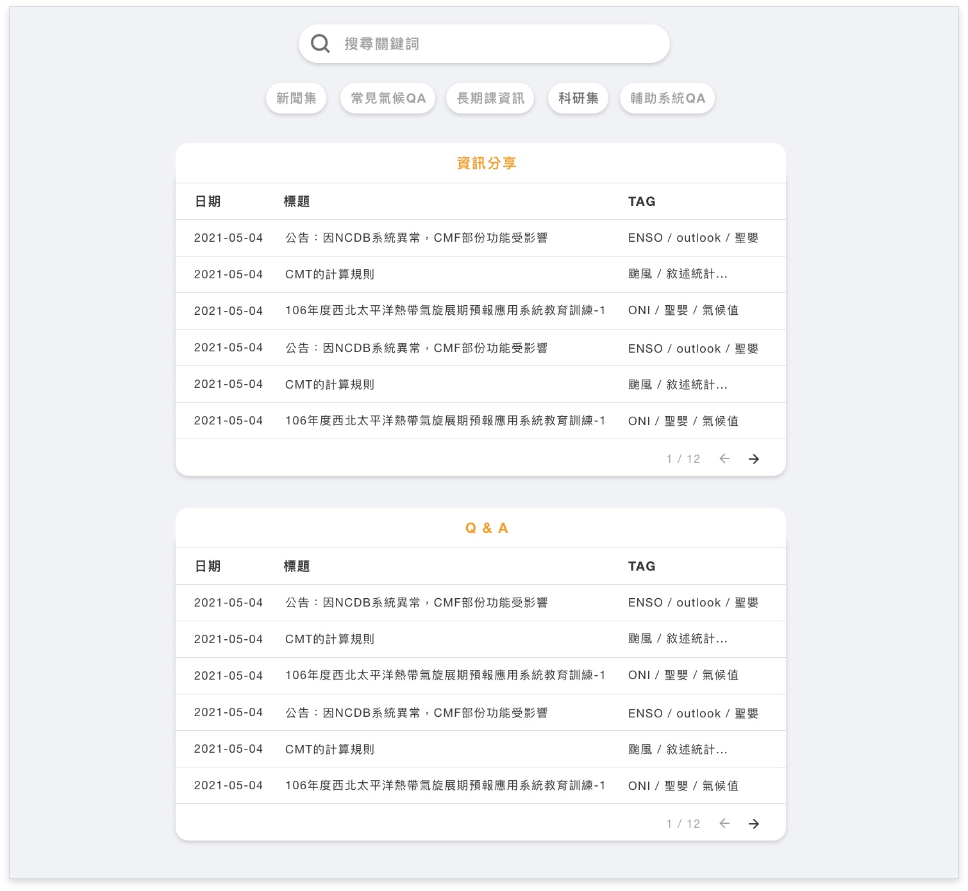 搜尋關鍵詞
新聞集 常見氣候QA 長期課資訊 科研集 輔助系統QA
資訊分享
日期 標題 TAG
2021-05-04 公告：因NCDB系統異常，CMF部份功能受影響 ENSO / outlook / 聖嬰
2021-05-04 CMT的計算規則 颱風 / 敘述統計...
2021-05-04 106年度西北太平洋熱帶氣旋展期預報應用系統教育訓練-1 ONI / 聖嬰 / 氣候值
2021-05-04 公告：因NCDB系統異常，CMF部份功能受影響 ENSO / outlook / 聖嬰
2021-05-04 CMT的計算規則 颱風 / 敘述統計...
2021-05-04 106年度西北太平洋熱帶氣旋展期預報應用系統教育訓練-1 ONI / 聖嬰 / 氣候值
1 / 12 ← →
Q & A
日期 標題 TAG
2021-05-04 公告：因NCDB系統異常，CMF部份功能受影響 ENSO / outlook / 聖嬰
2021-05-04 CMT的計算規則 颱風 / 敘述統計...
2021-05-04 106年度西北太平洋熱帶氣旋展期預報應用系統教育訓練-1 ONI / 聖嬰 / 氣候值
2021-05-04 公告：因NCDB系統異常，CMF部份功能受影響 ENSO / outlook / 聖嬰
2021-05-04 CMT的計算規則 颱風 / 敘述統計...
2021-05-04 106年度西北太平洋熱帶氣旋展期預報應用系統教育訓練-1 ONI / 聖嬰 / 氣候值
1 / 12 ← →